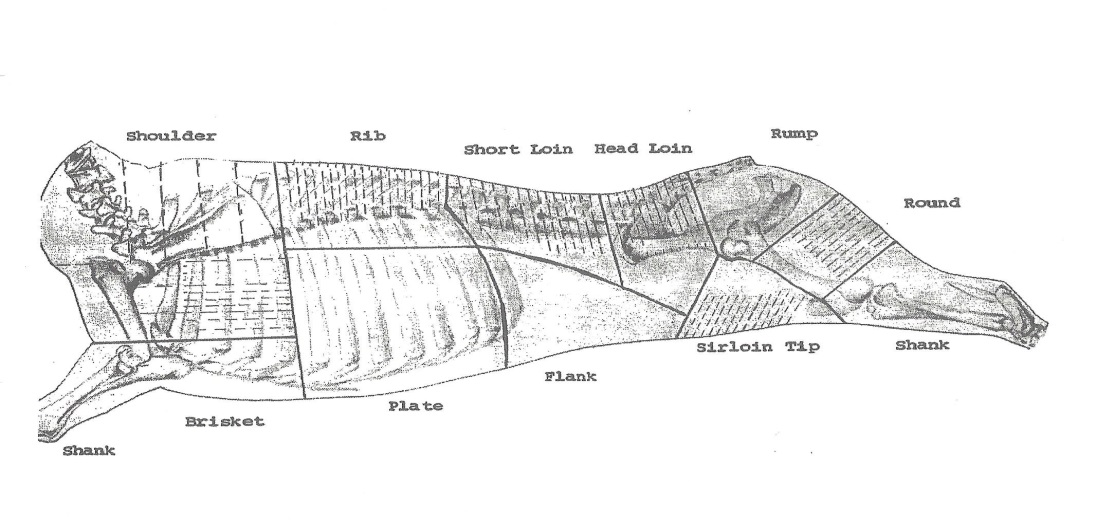 Shoulder
Rib
Short Loin
Head Loin
Rump
Round
Shank
Sirloin Tip
Flank
Plate
Brisket
Shank